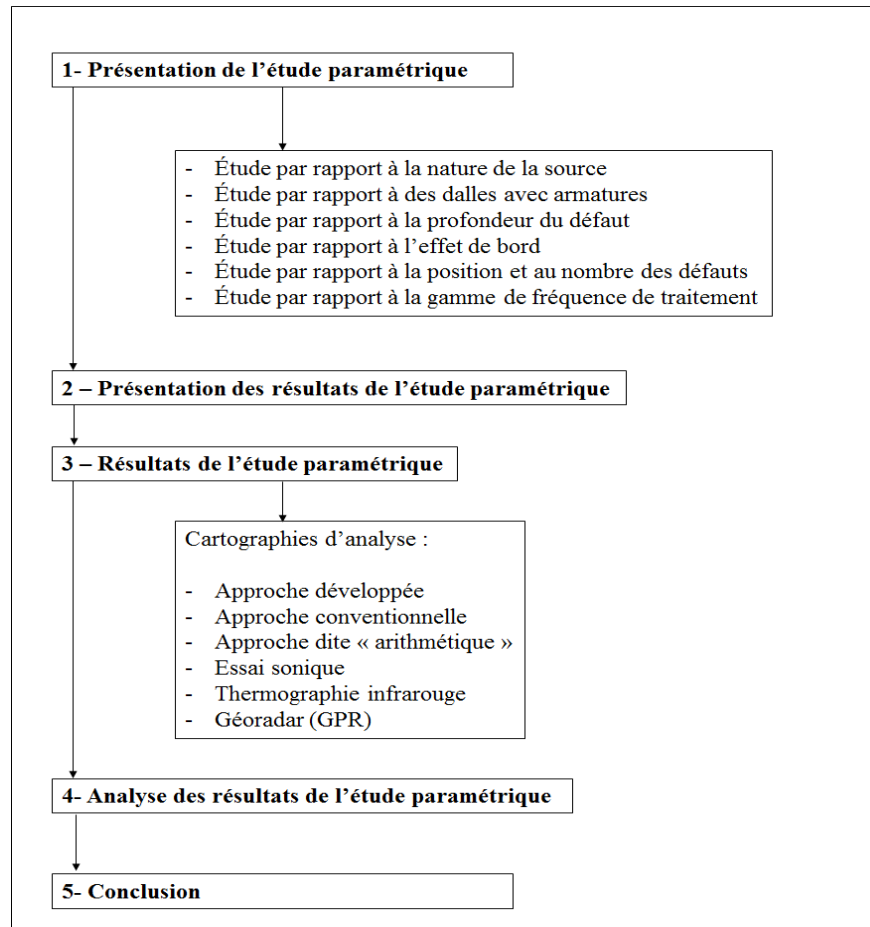 1- Présentation de l’étude paramétrique
- Étude par rapport à la nature de la source
- Étude par rapport à des dalles avec armatures
- Étude par rapport à la profondeur du défaut
- Étude par rapport à l’effet de bord
- Étude par rapport à la position et au nombre des défauts
- Étude par rapport à la gamme de fréquence de traitement
2 – Présentation des résultats de l’étude paramétrique
3 – Résultats de l’étude paramétrique
Cartographies d’analyse :
- Approche développée
- Approche conventionnelle
- Approche dite « arithmétique »
- Essai sonique
- Thermographie infrarouge
- Géoradar (GPR)
4- Analyse des résultats de l’étude paramétrique
5- Conclusion